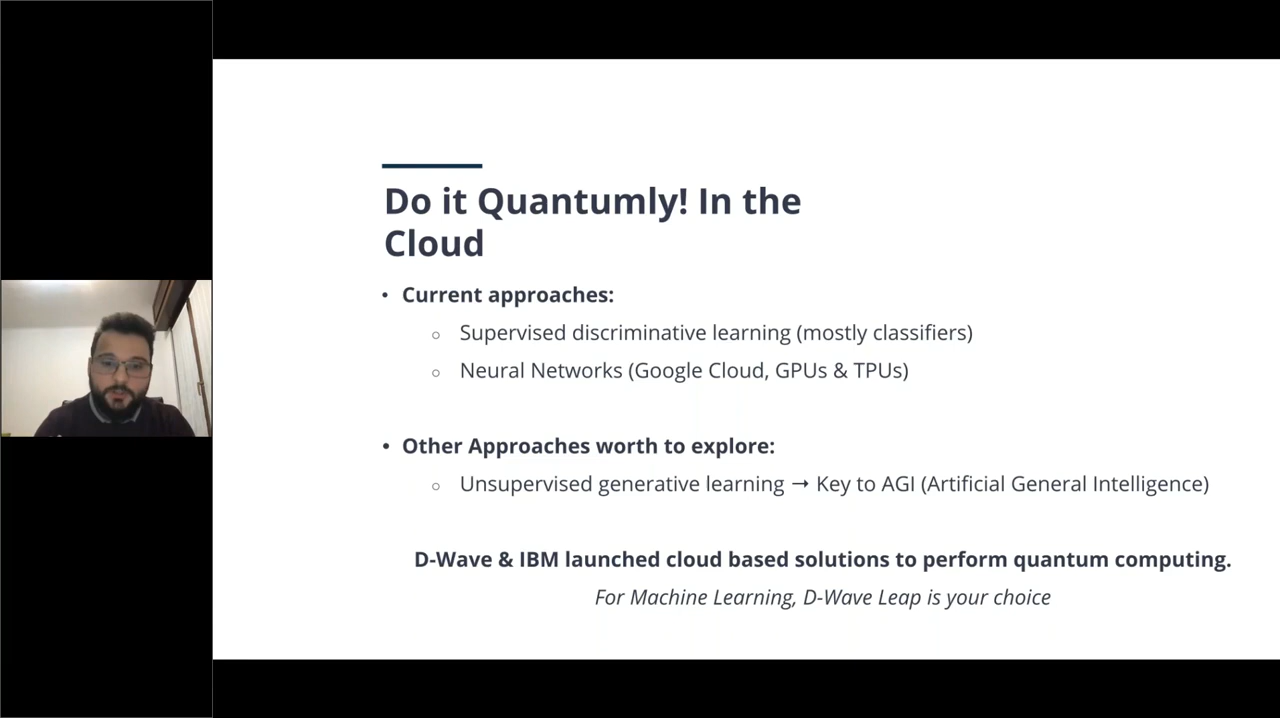 Do it Quantumly! In the
Cloud
• Current approaches:
○ Supervised discriminative learning (mostly classifiers)
○ Neural Networks (Google Cloud, GPUs & TPUs)
• Other Approaches worth to explore:
○ Unsupervised generative learning → Key to AGI (Artificial General Intelligence)
D-Wave & IBM launched cloud based solutions to perform quantum computing.
For Machine Learning, D-Wave Leap is your choice